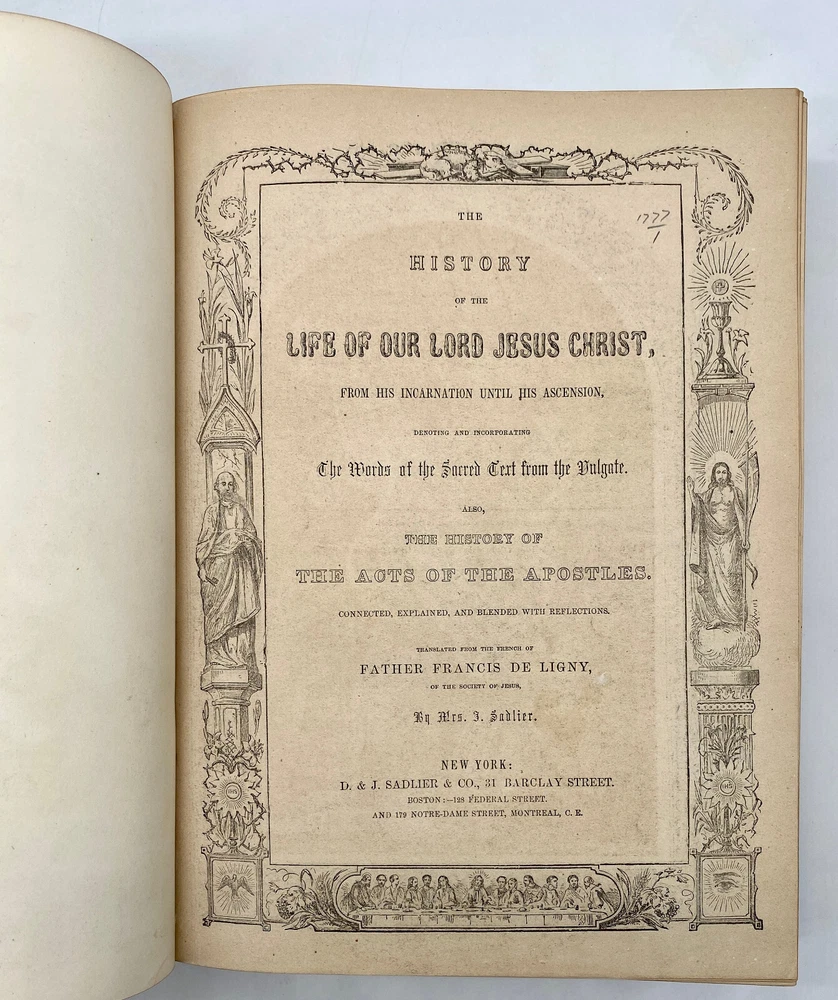 THE
1777
1
HISTORY
OF THE
LIFE OF OUR LORD JESUS CHRIST,
FROM HIS INCARNATION UNTIL HIS ASCENSION,
DENOTING AND INCORPORATING
The Words of the Sacred Text from the Vulgate.
ALSO,
THE HISTORY OF
THE ACTS OF THE APOSTLES.
CONNECTED, EXPLAINED, AND BLENDED WITH REFLECTIONS.
TRANSLATED FROM THE FRENCH OF
FATHER FRANCIS DE LIGNY,
OF THE SOCIETY OF JESUS,
By Mrs. J. Sadlier.
NEW YORK:
D. & J. SADLIER & CO., 31 BARCLAY STREET.
BOSTON:—128 FEDERAL STREET.
AND 179 NOTRE-DAME STREET, MONTREAL, C. E.